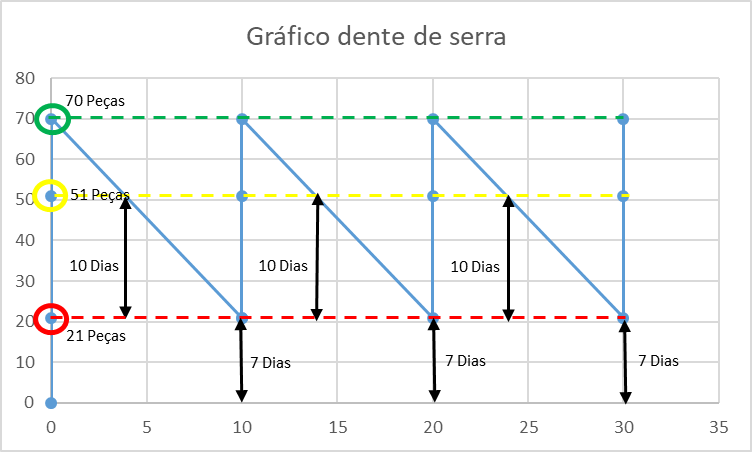 Gráfico dente de serra
80
70
60
50
40
30
20
10
0
70 Peças
51 Peças
21 Peças
10 Dias
10 Dias
10 Dias
7 Dias
7 Dias
7 Dias
0
5
10
15
20
25
30
35